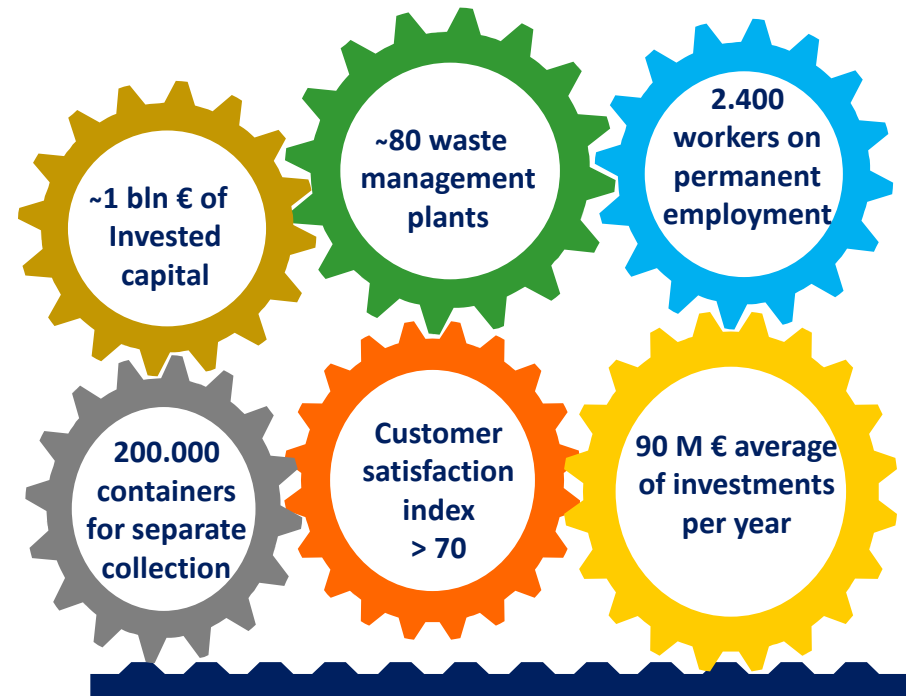 ~1 bln € of
Invested
capital
~80 waste
management
plants
2.400
workers on
permanent
employment
200.000
containers
for separate
collection
Customer
satisfaction
index
> 70
90 M € average
of investments
per year